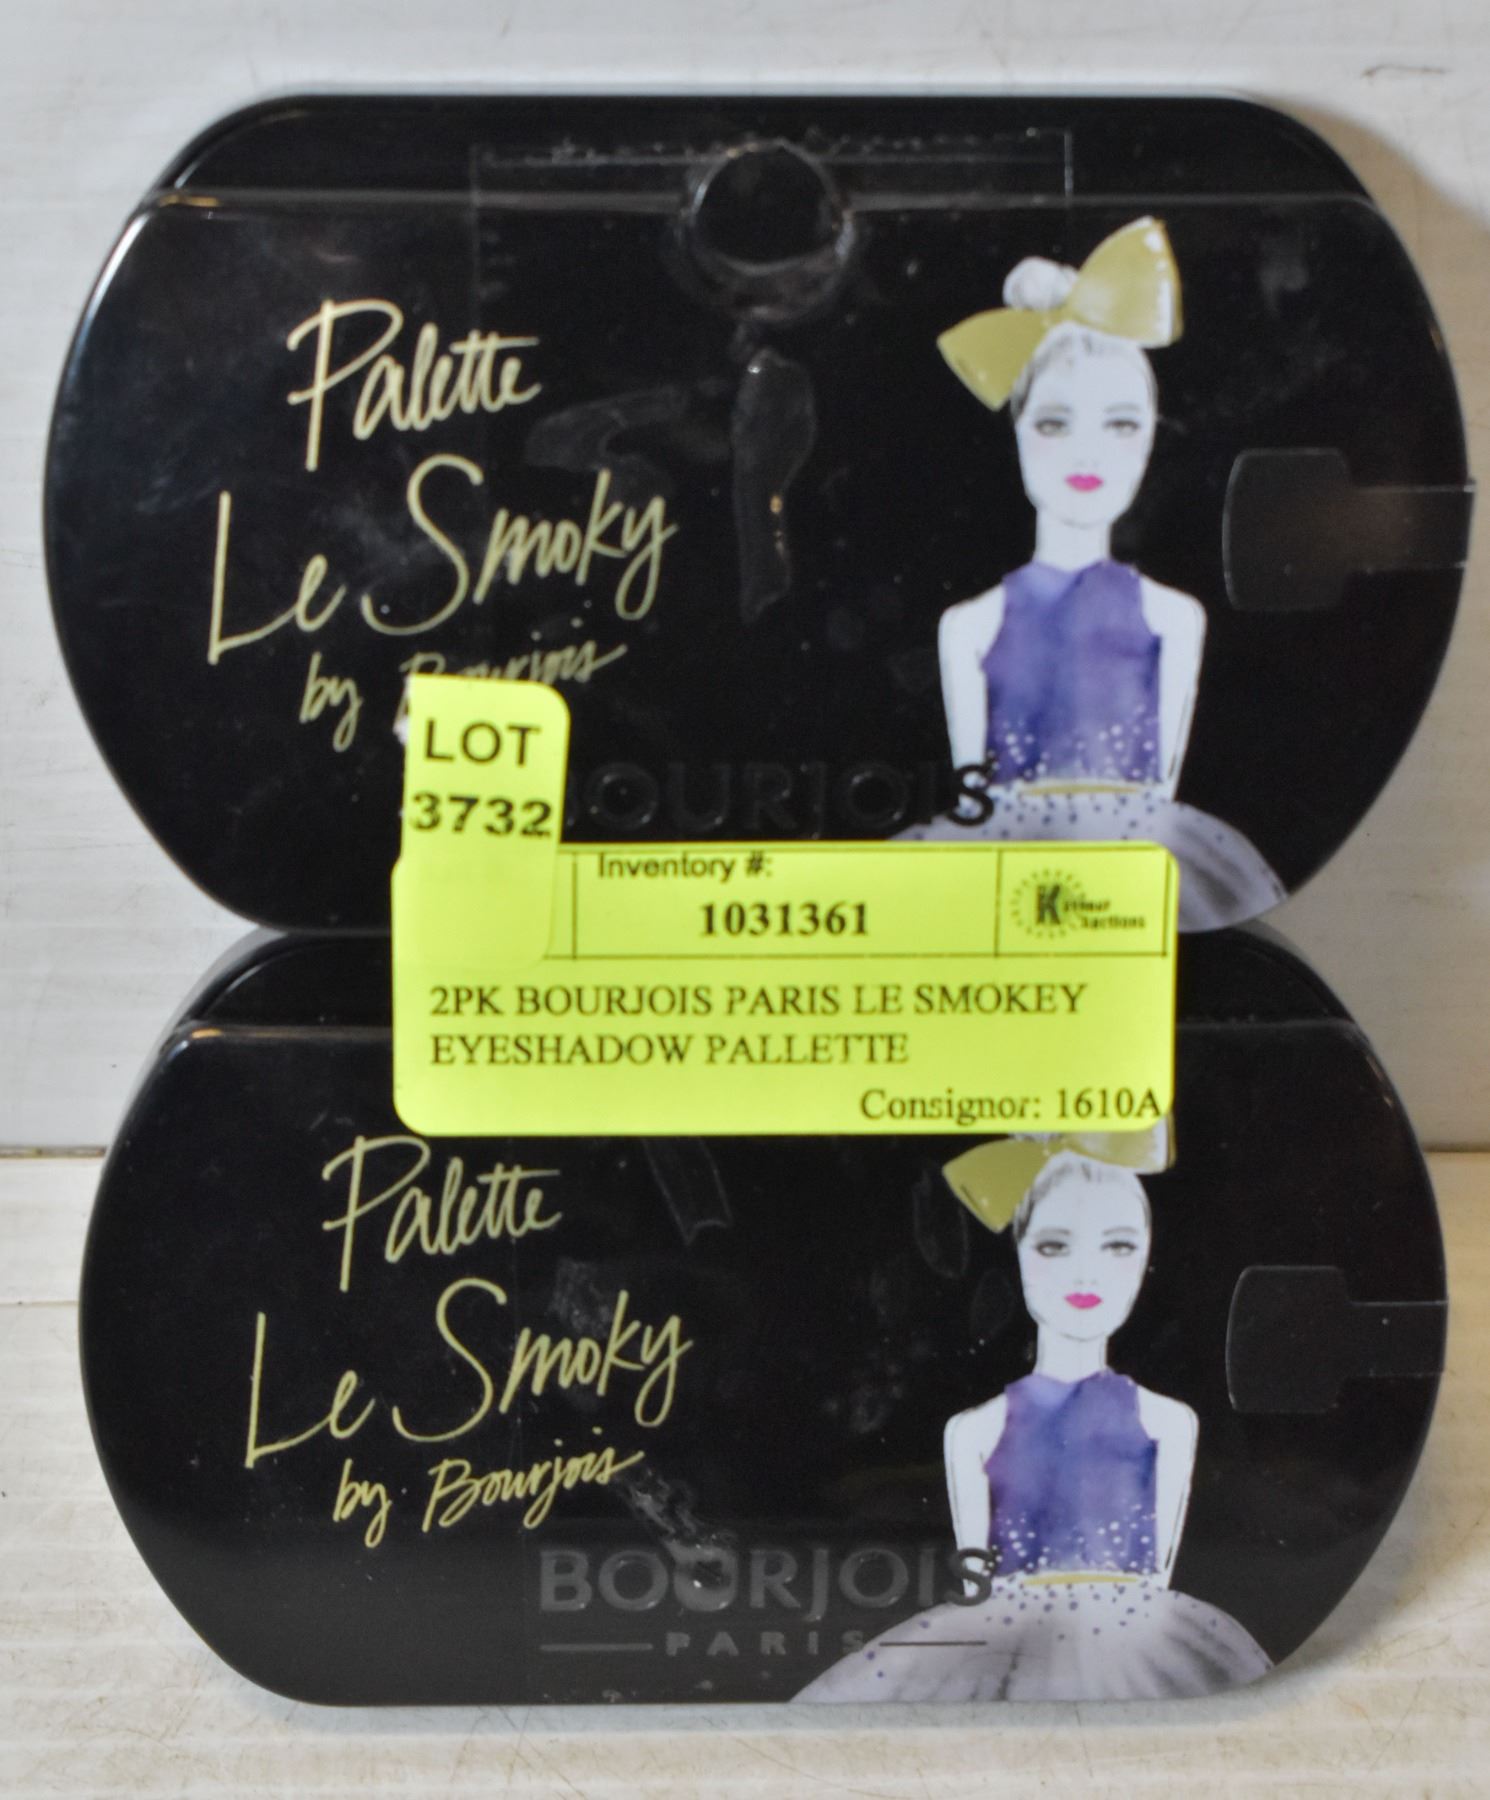 Palette
Le Smoky
by Bourjois
BOURJOIS
LOT
3732
Inventory #:
1031361
Auctions
2PK BOURJOIS PARIS LE SMOKEY
EYESHADOW PALLETTE
Consignor: 1610A
Palette
Le Smoky
by Bourjois
BOURJOIS
PARIS